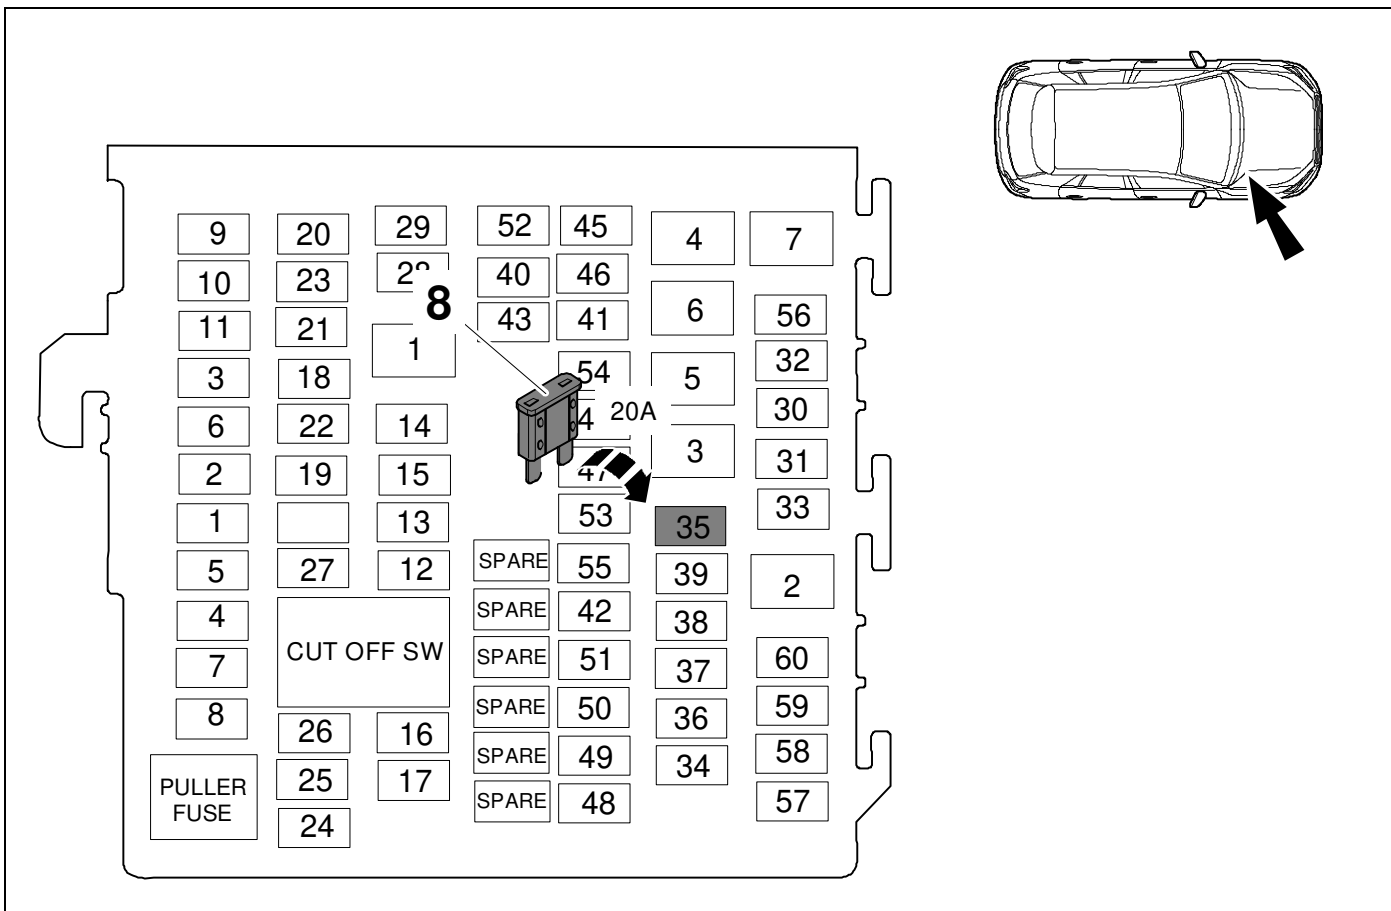 9 20 29 52 45 4 7
10 23 40 46
11 21 8 43 41 6 56
3 18 1 54 5 32
6 22 14 20A 3 30
2 19 15 47 31
1 13 53 35 33
5 27 12 SPARE 55 39 2
4 CUT OFF SW SPARE 42 38
7 SPARE 51 37 60
8 26 16 SPARE 50 36 59
PULLER
FUSE
25 17 SPARE 49 34 58
24 SPARE 48 57